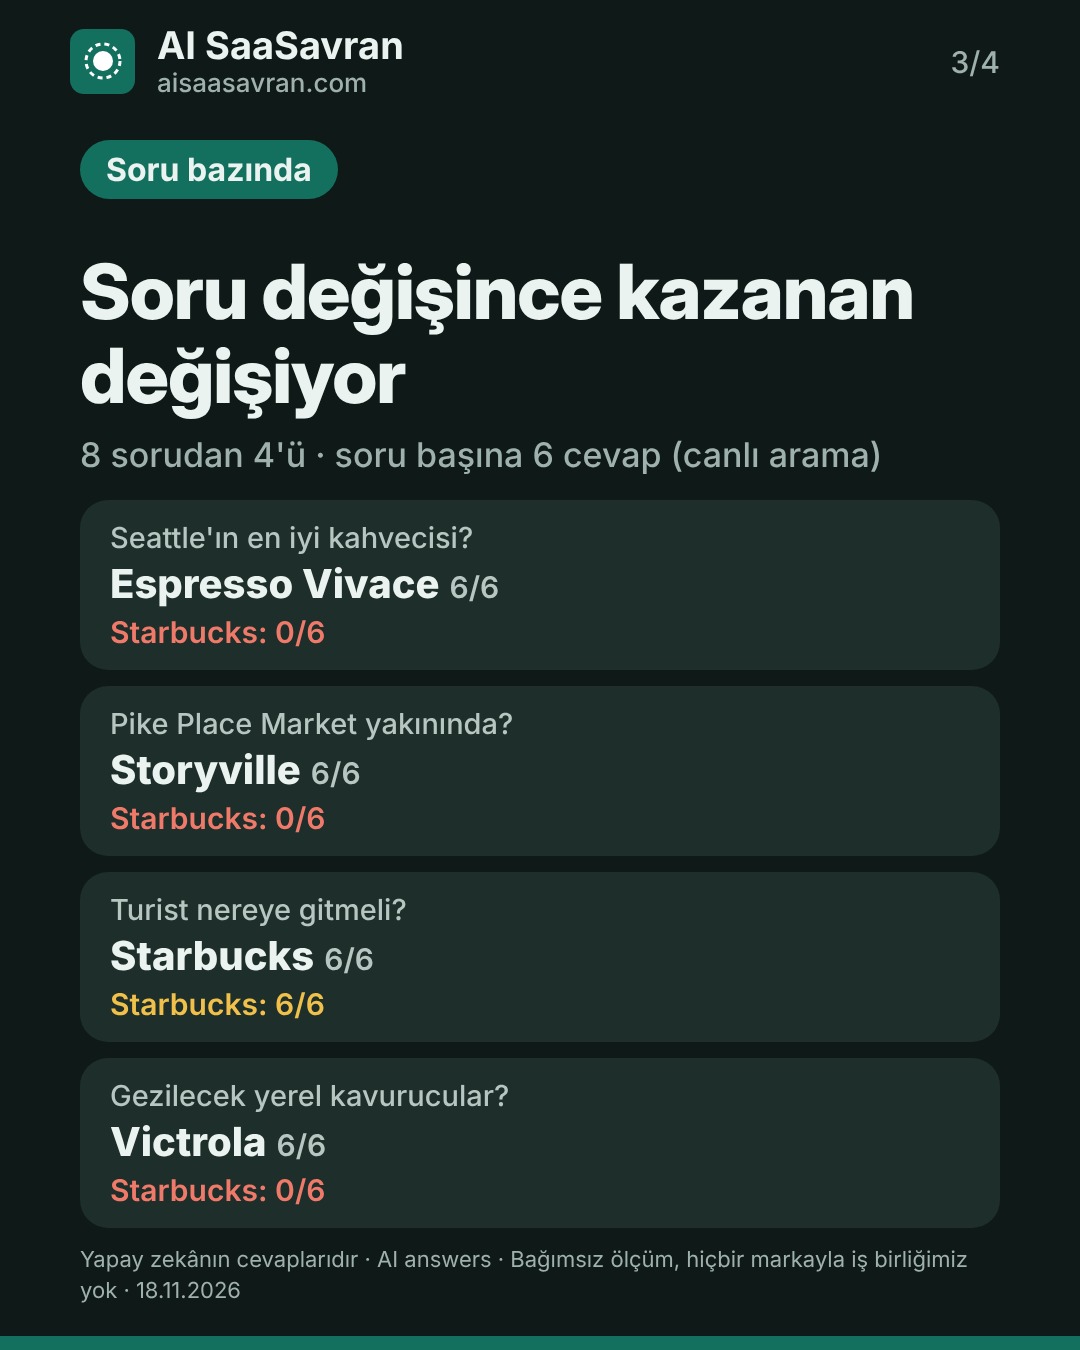 AI SaaSavran
aisaasavran.com
3/4
Soru bazında
Soru değişince kazanan
değişiyor
8 sorudan 4'ü · soru başına 6 cevap (canlı arama)
Seattle'ın en iyi kahvecisi?
Espresso Vivace 6/6
Starbucks: 0/6
Pike Place Market yakınında?
Storyville 6/6
Starbucks: 0/6
Turist nereye gitmeli?
Starbucks 6/6
Starbucks: 6/6
Gezilecek yerel kavurucular?
Victrola 6/6
Starbucks: 0/6
Yapay zekânın cevaplarıdır · AI answers · Bağımsız ölçüm, hiçbir markayla iş birliğimiz
yok · 18.11.2026